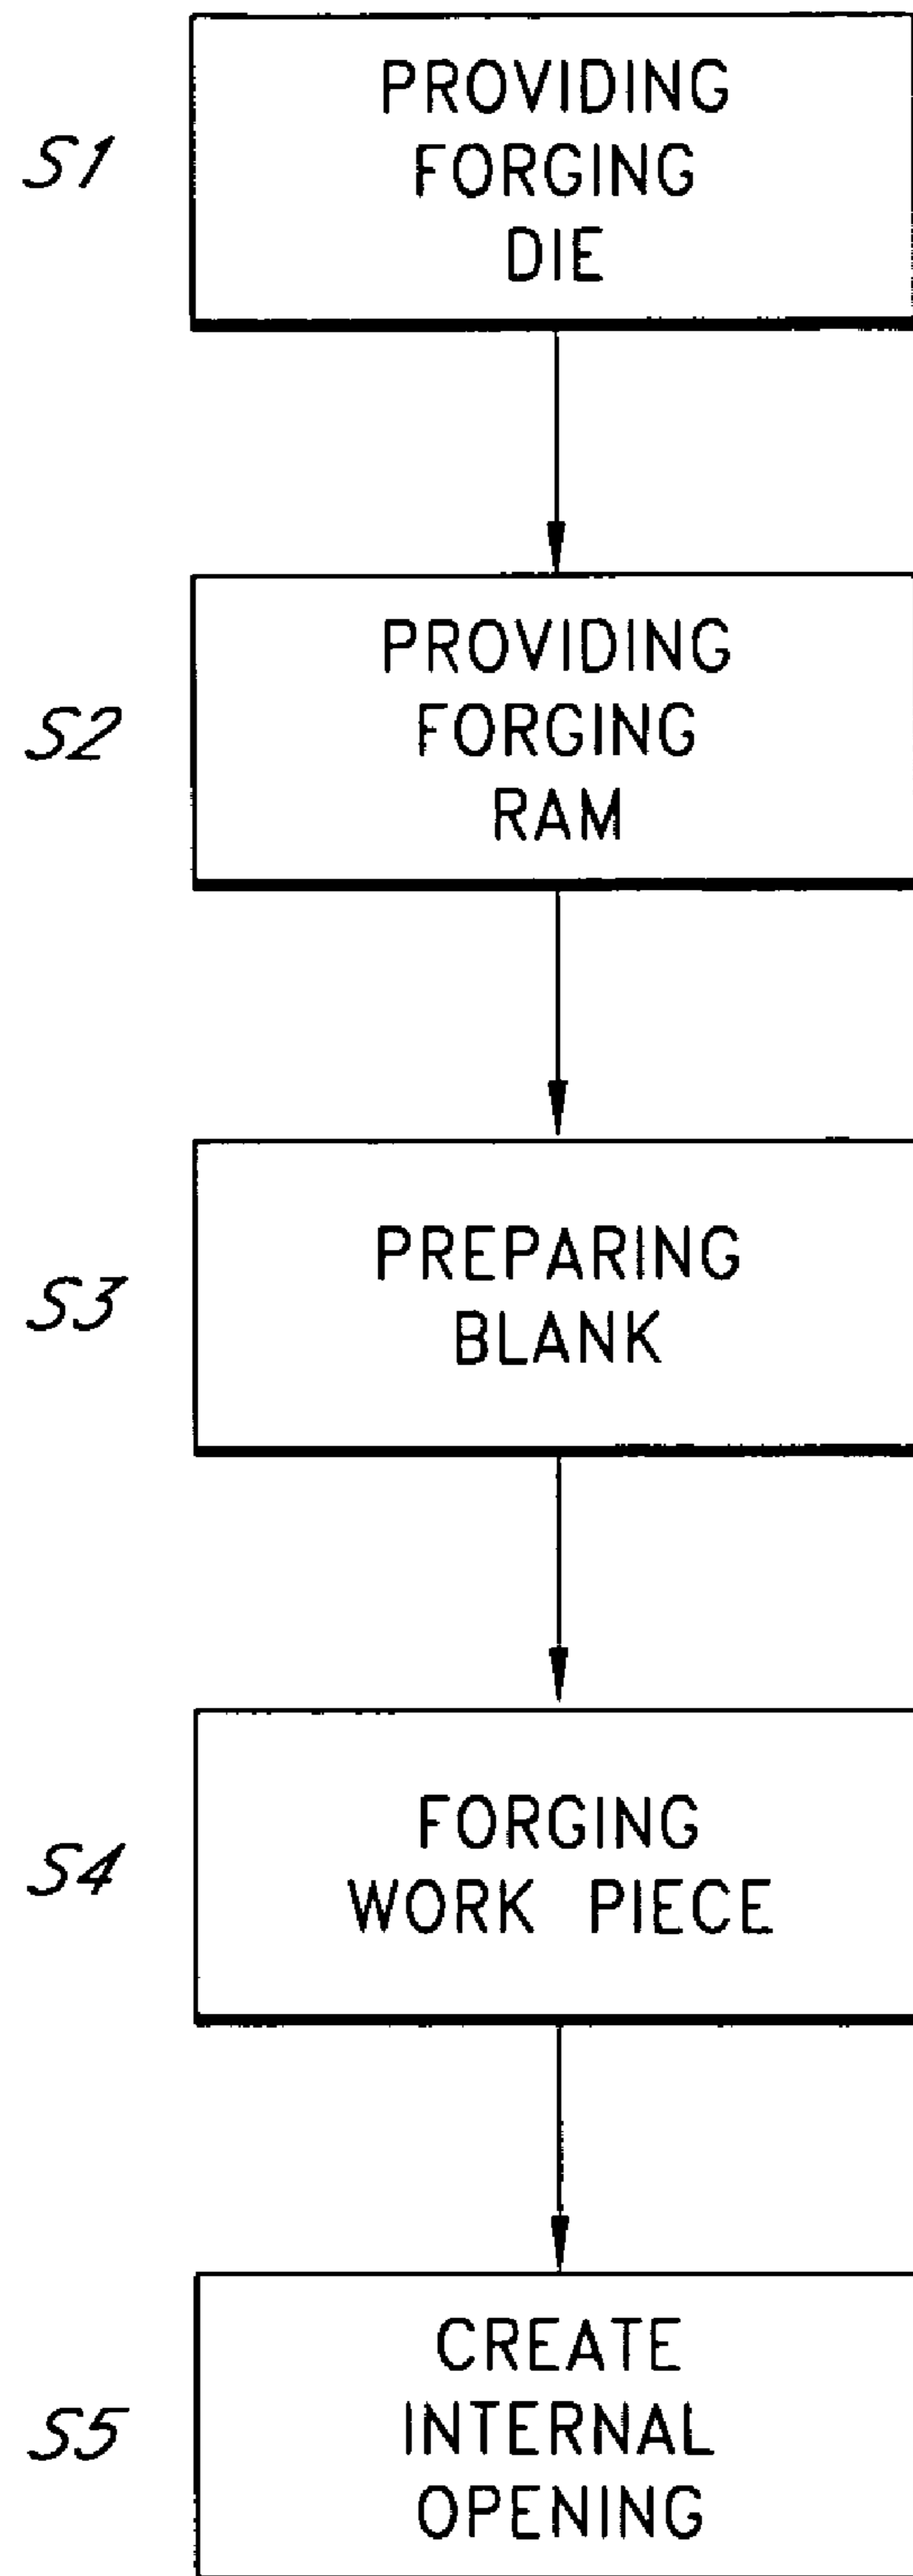 S1
PROVIDING
FORGING
DIE
S2
PROVIDING
FORGING
RAM
S3
PREPARING
BLANK
S4
FORGING
WORK PIECE
S5
CREATE
INTERNAL
OPENING